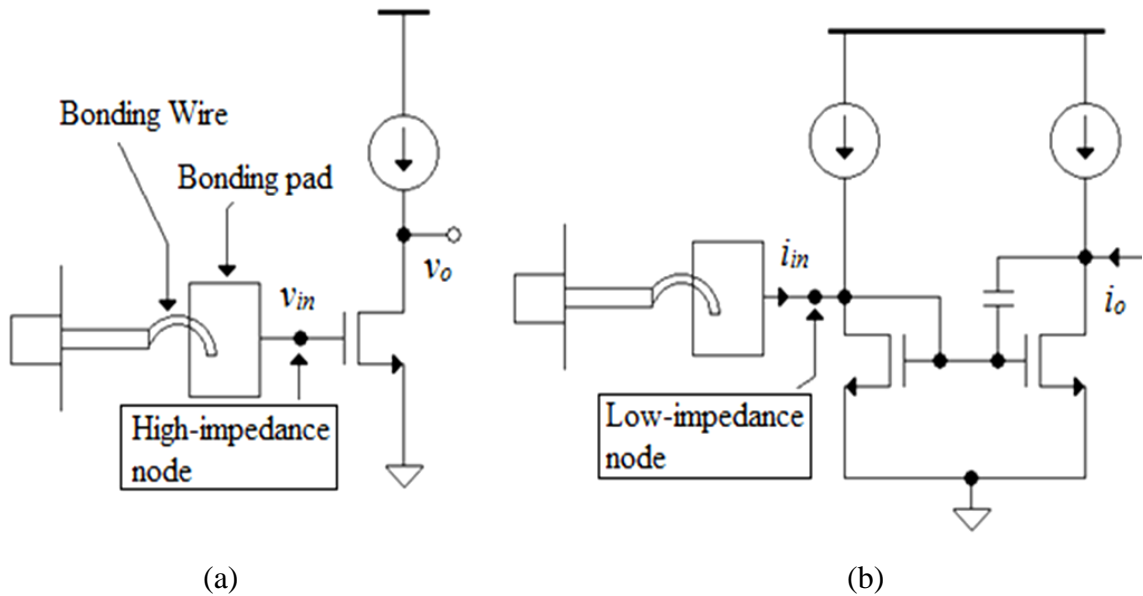 Bonding Wire
Bonding pad
v_in
v_o
High-impedance
node
(a)
i_in
i_o
Low-impedance
node
(b)